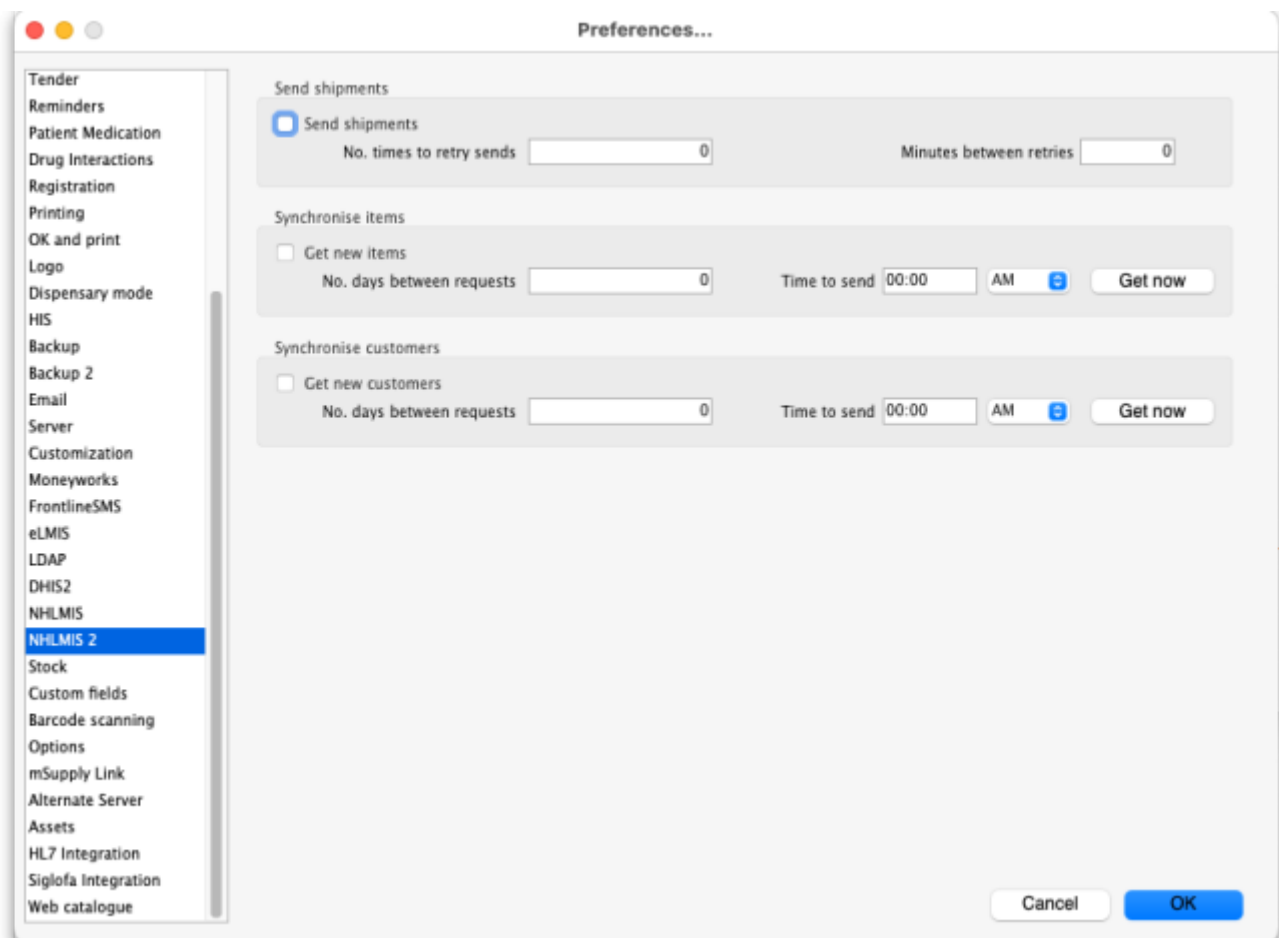 Preferences...
Tender
Reminders
Patient Medication
Drug Interactions
Registration
Printing
OK and print
Logo
Dispensary mode
HIS
Backup
Backup 2
Email
Server
Customization
Moneyworks
FrontlineSMS
eLMIS
LDAP
DHIS2
NHLMIS
NHLMIS 2
Stock
Custom fields
Barcode scanning
Options
mSupply Link
Alternate Server
Assets
HL7 Integration
Siglofa Integration
Web catalogue
Send shipments
Send shipments
No. times to retry sends 0 Minutes between retries 0
Synchronise items
Get new items
No. days between requests 0 Time to send 00:00 AM Get now
Synchronise customers
Get new customers
No. days between requests 0 Time to send 00:00 AM Get now
Cancel OK